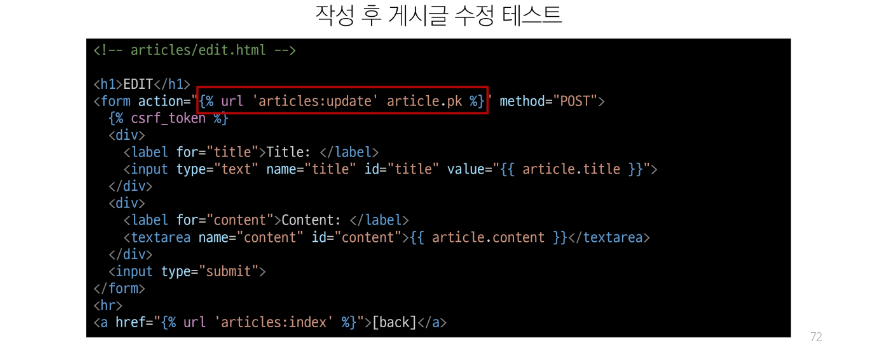 작성 후 게시글 수정 테스트
<!-- articles/edit.html -->
<h1>EDIT</h1>
<form action="{% url 'articles:update' article.pk %}" method="POST">
{% csrf_token %}
<div>
<label for="title">Title: </label>
<input type="text" name="title" id="title" value="{{ article.title }}">
</div>
<div>
<label for="content">Content: </label>
<textarea name="content" id="content">{{ article.content }}</textarea>
</div>
<input type="submit">
</form>
<hr>
<a href="{% url 'articles:index' %}">[back]</a>
72